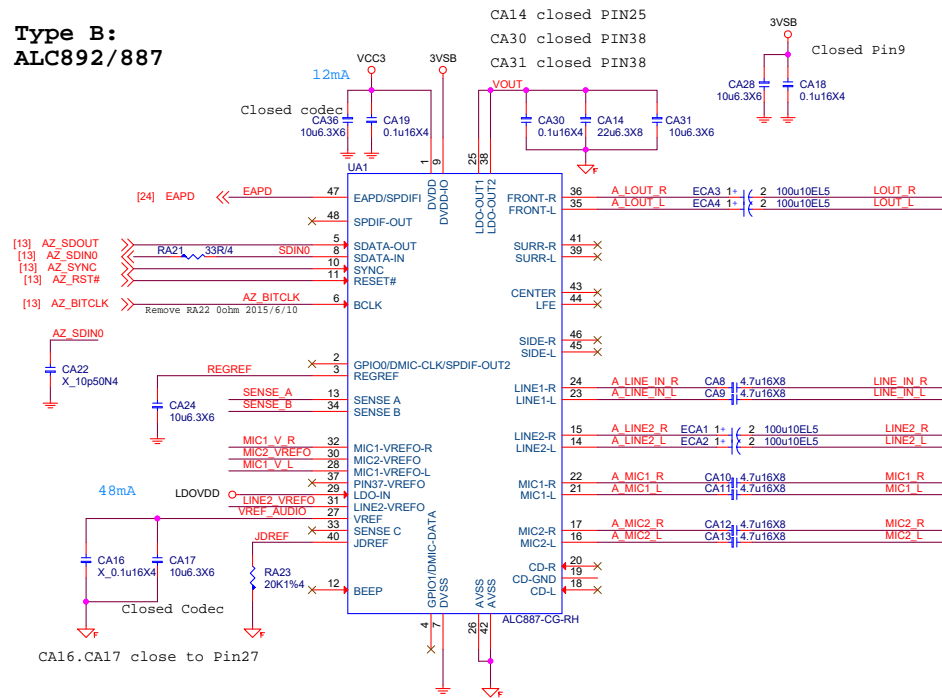 Type B:
ALC892/887
CA14 closed PIN25
CA30 closed PIN38
CA31 closed PIN38
3VSB
Closed Pin9
CA28
10u6.3X6
CA18
0.1u16X4
12mA
VCC3
3VSB
Closed codec
CA36
10u6.3X6
CA19
0.1u16X4
VOUT
CA30
0.1u16X4
CA14
22u6.3X8
CA31
10u6.3X6
F
UA1
1
9
25
38
DVDD
DVDD-IO
LDO-OUT1
LDO-OUT2
[24] EAPD
EAPD
47
EAPD/SPDIFI
48
SPDIF-OUT
[13] AZ_SDOUT
5
SDATA-OUT
[13] AZ_SDIN0
RA21
33R/4
SDIN0
8
SDATA-IN
[13] AZ_SYNC
10
SYNC
[13] AZ_RST#
11
RESET#
[13] AZ_BITCLK
AZ_BITCLK
6
BCLK
Remove RA22 0ohm 2015/6/10
AZ_SDIN0
CA22
X_10p50N4
2
GPIO0/DMIC-CLK/SPDIF-OUT2
REGREF
3
REGREF
CA24
10u6.3X6
SENSE_A
13
SENSE A
SENSE_B
34
SENSE B
MIC1_V_R
32
MIC1-VREFO-R
MIC2_VREFO
30
MIC2-VREFO
MIC1_V_L
28
MIC1-VREFO-L
37
PIN37-VREFO
48mA
LDOVDD
29
LDO-IN
LINE2_VREFO
31
LINE2-VREFO
VREF_AUDIO
27
VREF
33
SENSE C
JDREF
40
JDREF
CA16
X_0.1u16X4
CA17
10u6.3X6
RA23
20K1%4
12
BEEP
Closed Codec
F
F
CA16.CA17 close to Pin27
GPIO1/DMIC-DATA
DVSS
AVSS
AVSS
4
7
26
42
F
ALC887-CG-RH
FRONT-R
36
A_LOUT_R
ECA3 1+ 2 100u10EL5
LOUT_R
FRONT-L
35
A_LOUT_L
ECA4 1+ 2 100u10EL5
LOUT_L
SURR-R
41
SURR-L
39
CENTER
43
LFE
44
SIDE-R
46
SIDE-L
45
LINE1-R
24
A_LINE_IN_R
CA8 4.7u16X8
LINE_IN_R
LINE1-L
23
A_LINE_IN_L
CA9 4.7u16X8
LINE_IN_L
LINE2-R
15
A_LINE2_R
ECA1 1+ 2 100u10EL5
LINE2_R
LINE2-L
14
A_LINE2_L
ECA2 1+ 2 100u10EL5
LINE2_L
MIC1-R
22
A_MIC1_R
CA10 4.7u16X8
MIC1_R
MIC1-L
21
A_MIC1_L
CA11 4.7u16X8
MIC1_L
MIC2-R
17
A_MIC2_R
CA12 4.7u16X8
MIC2_R
MIC2-L
16
A_MIC2_L
CA13 4.7u16X8
MIC2_L
CD-R
20
CD-GND
19
CD-L
18